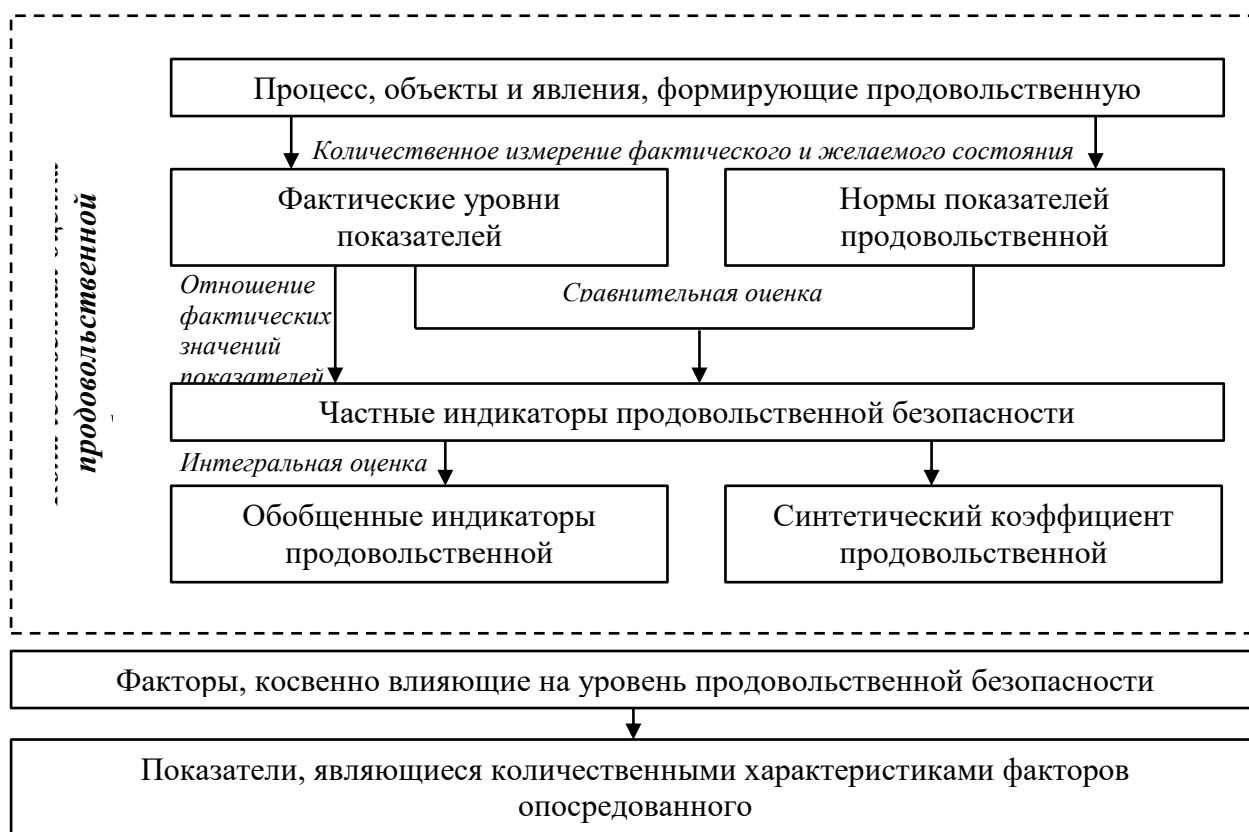 Процесс, объекты и явления, формирующие продовольственную
Количественное измерение фактического и желаемого состояния
Фактические уровни
показателей
Нормы показателей
продовольственной
Отношение
фактических
значений
показателей
Сравнительная оценка
Частные индикаторы продовольственной безопасности
Интегральная оценка
Обобщенные индикаторы
продовольственной
Синтетический коэффициент
продовольственной
продовольственной
Факторы, косвенно влияющие на уровень продовольственной безопасности
Показатели, являющиеся количественными характеристиками факторов
опосредованного